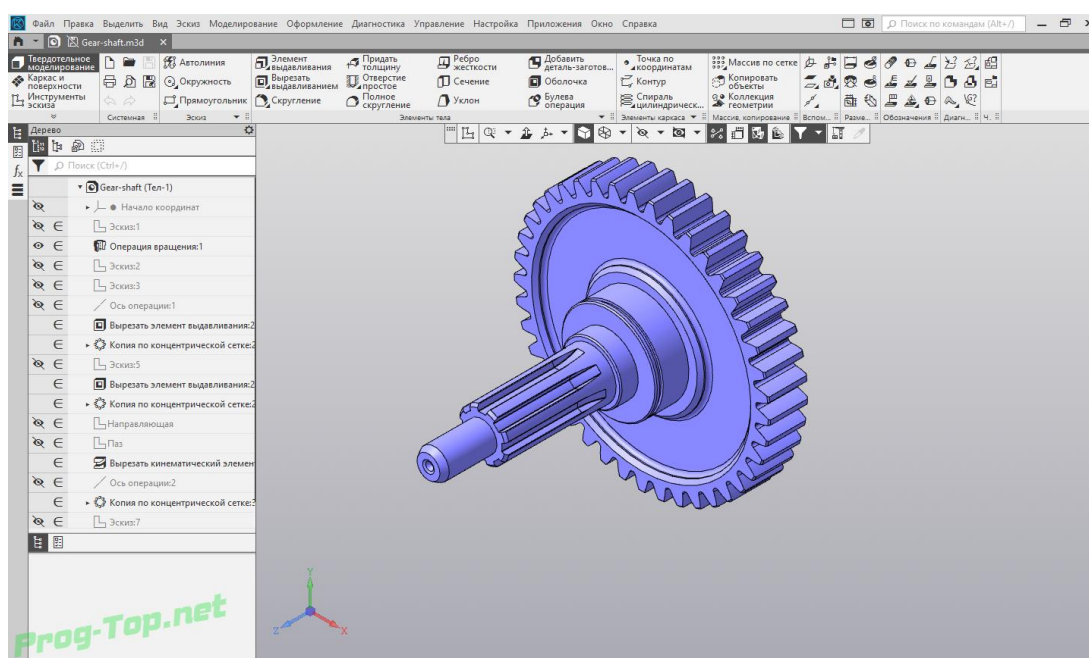 Файл Правка Выделить Вид Эскиз Моделирование Оформление Диагностика Управление Настройка Приложения Окно Справка
Поиск по командам (Alt+/)
Gear-shaft.m3d
Твердотельное моделирование
Каркас и поверхности
Инструменты эскиза
Системная
Автолиния
Окружность
Прямоугольник
Эскиз
Элемент выдавливания
Вырезать выдавливанием
Скругление
Придать толщину
Отверстие простое
Полное скругление
Ребро жесткости
Сечение
Уклон
Добавить деталь-заготов...
Оболочка
Булева операция
Элементы тела
Точка по координатам
Контур
Спираль цилиндрическ...
Элементы каркаса
Массив по сетке
Копировать объекты
Коллекция геометрии
Массив, копирование
Вспом...
Разме...
Обозначения
Диагн...
Ч...
Дерево
Поиск (Ctrl+/)
Gear-shaft (Тел-1)
Начало координат
Эскиз:1
Операция вращения:1
Эскиз:2
Эскиз:3
Ось операции:1
Вырезать элемент выдавливания:2
Копия по концентрической сетке:2
Эскиз:5
Вырезать элемент выдавливания:2
Копия по концентрической сетке:2
Направляющая
Паз
Вырезать кинематический элемен
Ось операции:2
Копия по концентрической сетке:3
Эскиз:7
Y
Z
X
Prog-Top.net